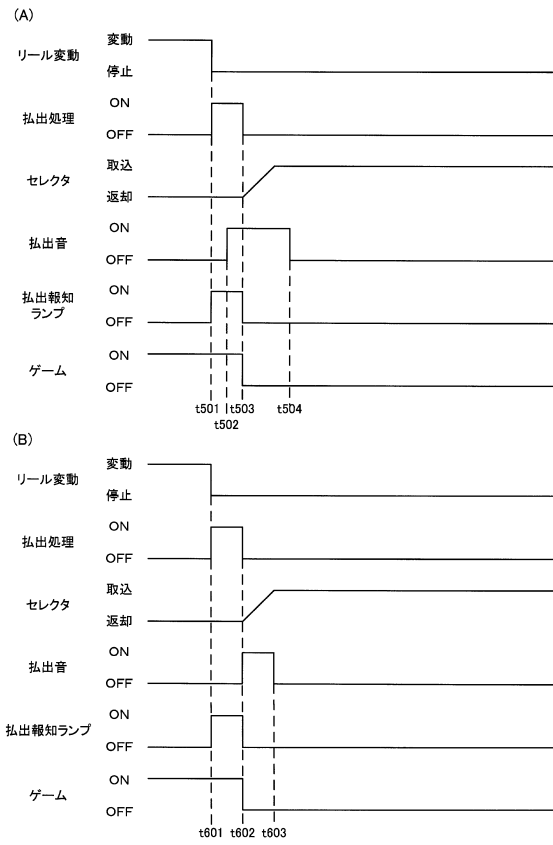 (A)
リール変動
変動
停止
払出処理
ON
OFF
セレクタ
取込
返却
払出音
ON
OFF
払出報知
ランプ
ON
OFF
ゲーム
ON
OFF
t501
t503
t504
t502
(B)
リール変動
変動
停止
払出処理
ON
OFF
セレクタ
取込
返却
払出音
ON
OFF
払出報知ランプ
ON
OFF
ゲーム
ON
OFF
t601
t602
t603